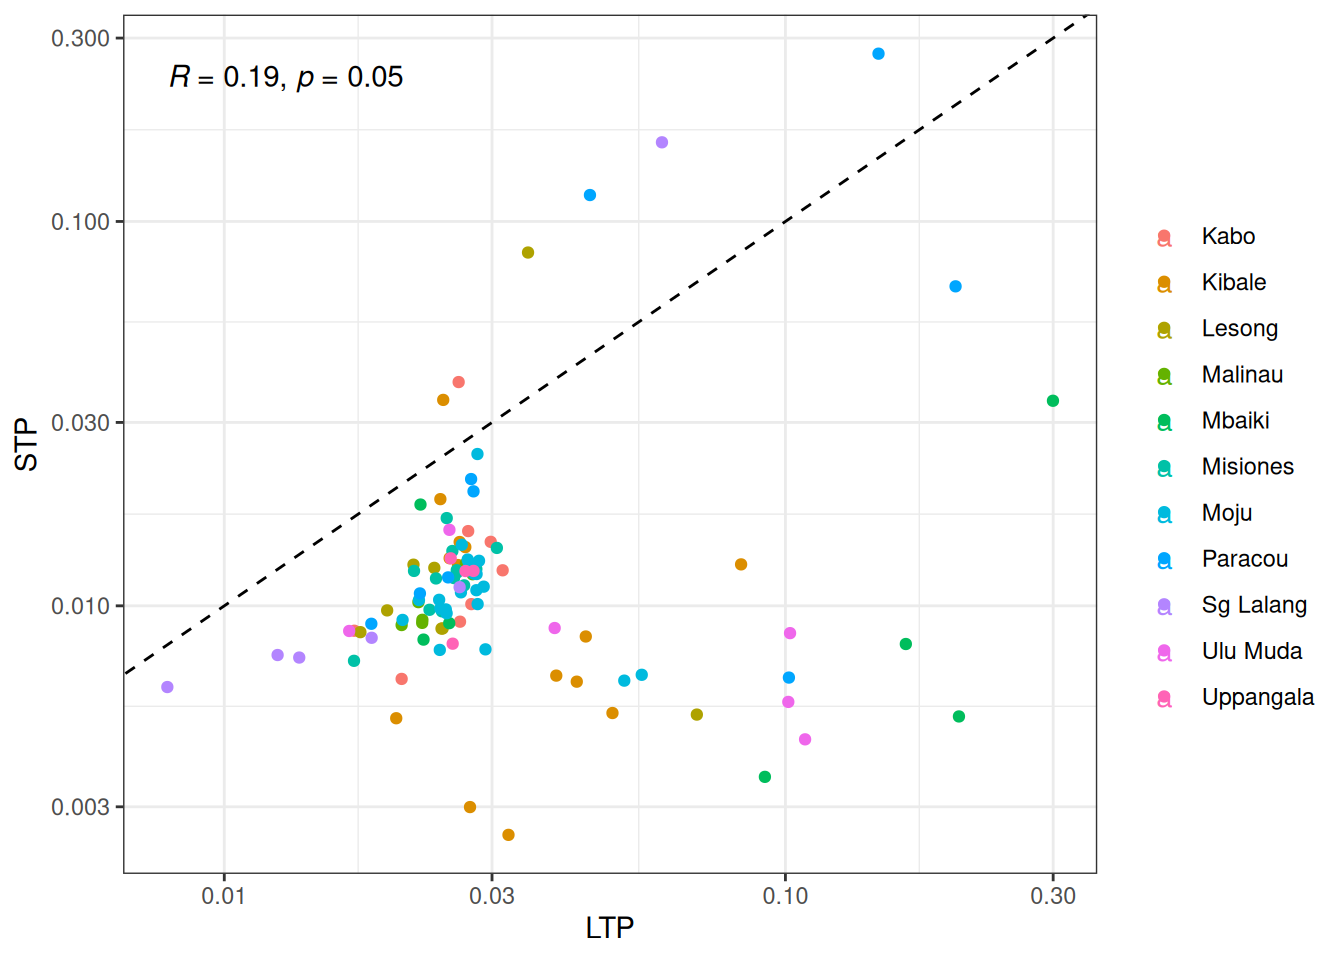 R = 0.19, p = 0.05
0.300
0.100
0.030
0.010
0.003
STP
0.01 0.03 0.10 0.30
LTP
a Kabo
a Kibale
a Lesong
a Malinau
a Mbaiki
a Misiones
a Moju
a Paracou
a Sg Lalang
a Ulu Muda
a Uppangala